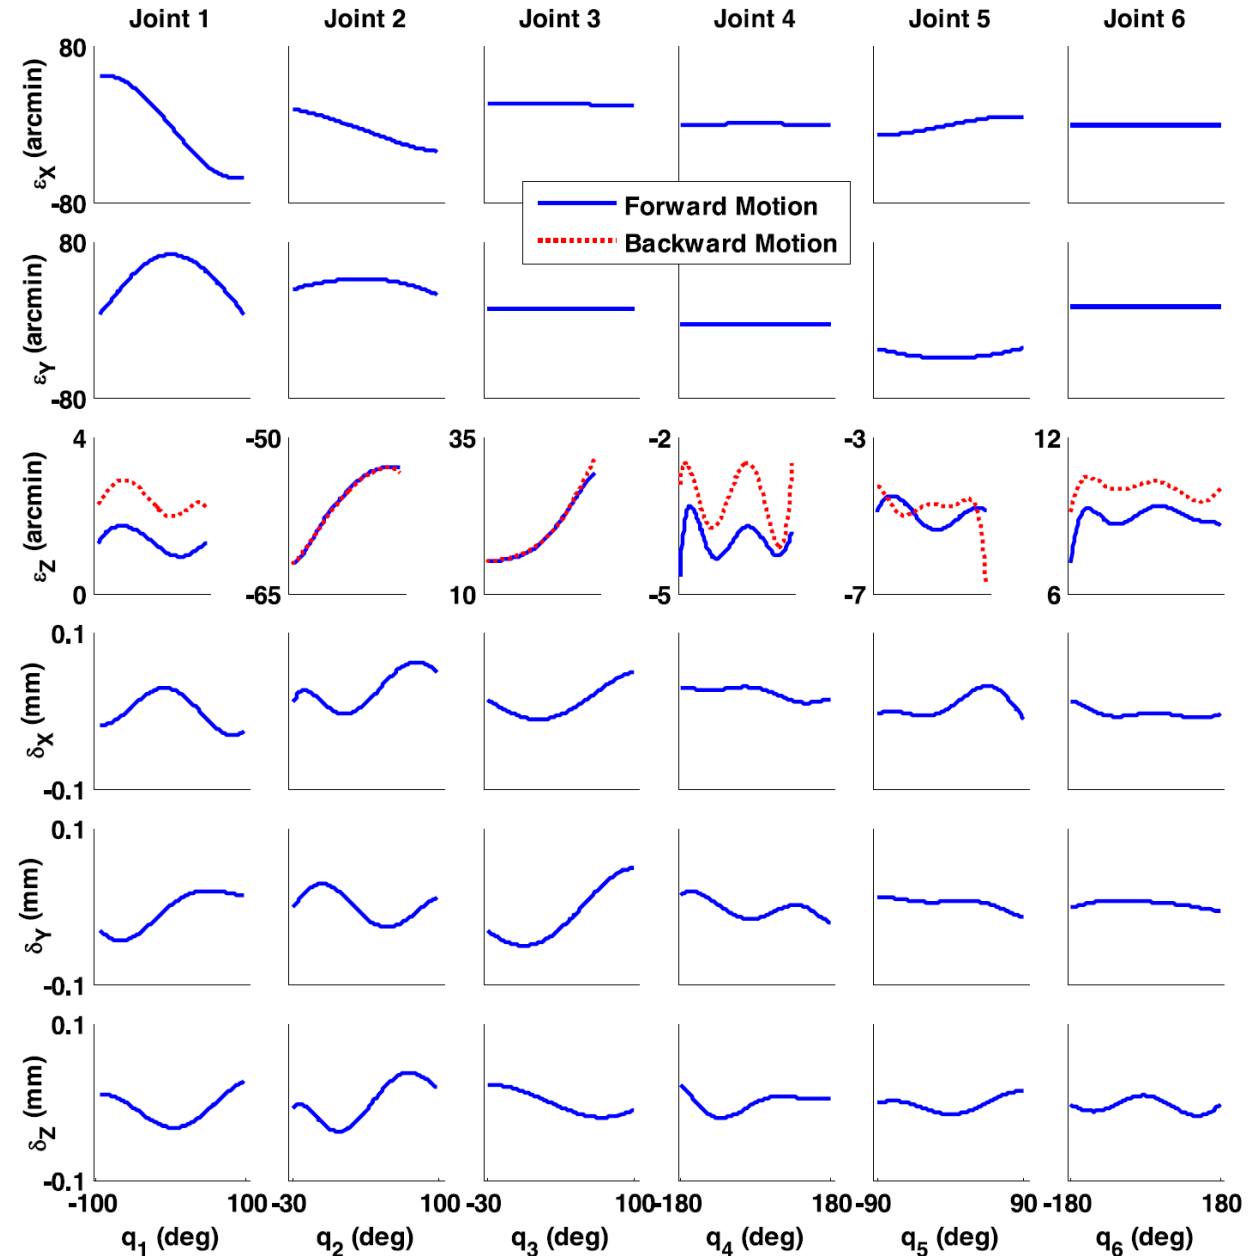 Joint 1 Joint 2 Joint 3 Joint 4 Joint 5 Joint 6
80
εX (arcmin)
-80
Forward Motion
Backward Motion
80
εY (arcmin)
-80
4 -50 35 -2 -3 12
εZ (arcmin)
0 -65 10 -5 -7 6
0.1
δX (mm)
-0.1
0.1
δY (mm)
-0.1
0.1
δZ (mm)
-0.1
-100 100 -30 100 -30 100 -180 180 -90 90 -180 180
q1 (deg) q2 (deg) q3 (deg) q4 (deg) q5 (deg) q6 (deg)